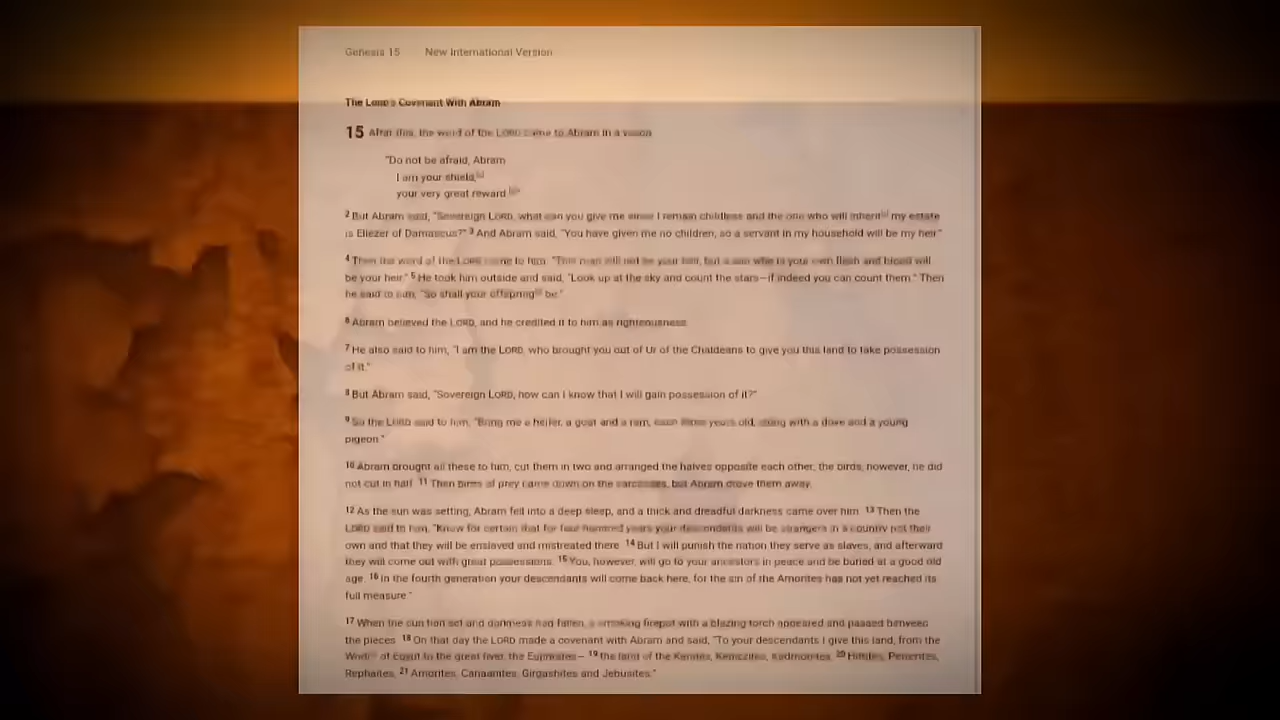 Genesis 15 New International Version
The LORD's Covenant With Abram
15 After this, the word of the LORD came to Abram in a vision
"Do not be afraid, Abram
I am your shield,[a]
your very great reward [b]"
2 But Abram said, "Sovereign LORD, what can you give me since I remain childless and the one who will inherit[c] my estate
is Eliezer of Damascus?" 3 And Abram said, "You have given me no children, so a servant in my household will be my heir"
4 Then the word of the LORD came to him: "This man will not be your heir, but a son who is your own flesh and blood will
be your heir." 5 He took him outside and said, "Look up at the sky and count the stars—if indeed you can count them." Then
he said to him, "So shall your offspring[d] be."
6 Abram believed the LORD, and he credited it to him as righteousness
7 He also said to him, "I am the LORD, who brought you out of Ur of the Chaldeans to give you this land to take possession
of it."
8 But Abram said, "Sovereign LORD, how can I know that I will gain possession of it?"
9 So the LORD said to him, "Bring me a heifer, a goat and a ram, each three years old, along with a dove and a young
pigeon"
10 Abram brought all these to him, cut them in two and arranged the halves opposite each other, the birds, however, he did
not cut in half 11 Then birds of prey came down on the carcasses, but Abram drove them away.
12 As the sun was setting, Abram fell into a deep sleep, and a thick and dreadful darkness came over him 13 Then the
LORD said to him, "Know for certain that for four hundred years your descendants will be strangers in a country not their
own and that they will be enslaved and mistreated there 14 But I will punish the nation they serve as slaves, and afterward
they will come out with great possessions. 15 You, however, will go to your ancestors in peace and be buried at a good old
age. 16 In the fourth generation your descendants will come back here, for the sin of the Amorites has not yet reached its
full measure"
17 When the sun had set and darkness had fallen, a smoking firepot with a blazing torch appeared and passed between
the pieces 18 On that day the LORD made a covenant with Abram and said, "To your descendants I give this land, from the
Wadi[e] of Egypt to the great river, the Euphrates— 19 the land of the Kenites, Kenizzites, Kadmonites, 20 Hittites, Perizzites,
Rephaites, 21 Amorites, Canaanites, Girgashites and Jebusites."